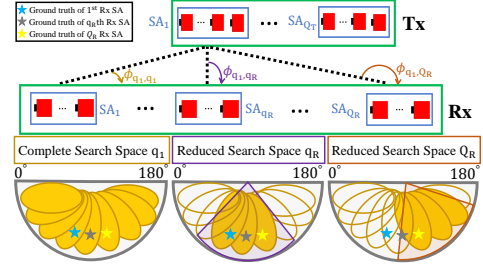 Ground truth of 1st Rx SA
Ground truth of qRth Rx SA
Ground truth of QR Rx SA
SA1 ... ... ... SAQT ... Tx
ϕq1,q1 ϕq1,qR ϕq1,QR
... SA1 ... ... SAqR ... SAQR ... Rx
Complete Search Space q1
Reduced Search Space qR
Reduced Search Space QR
0° 180° 0° 180° 0° 180°